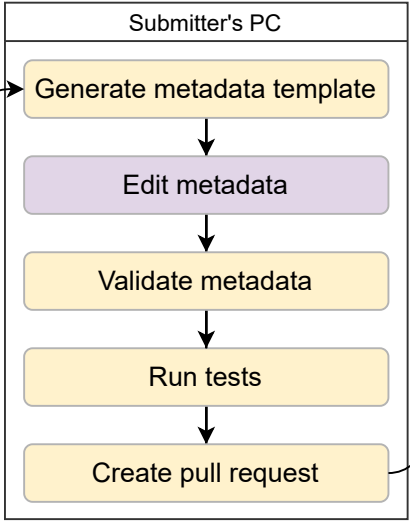 Submitter's PC
Generate metadata template
Edit metadata
Validate metadata
Run tests
Create pull request